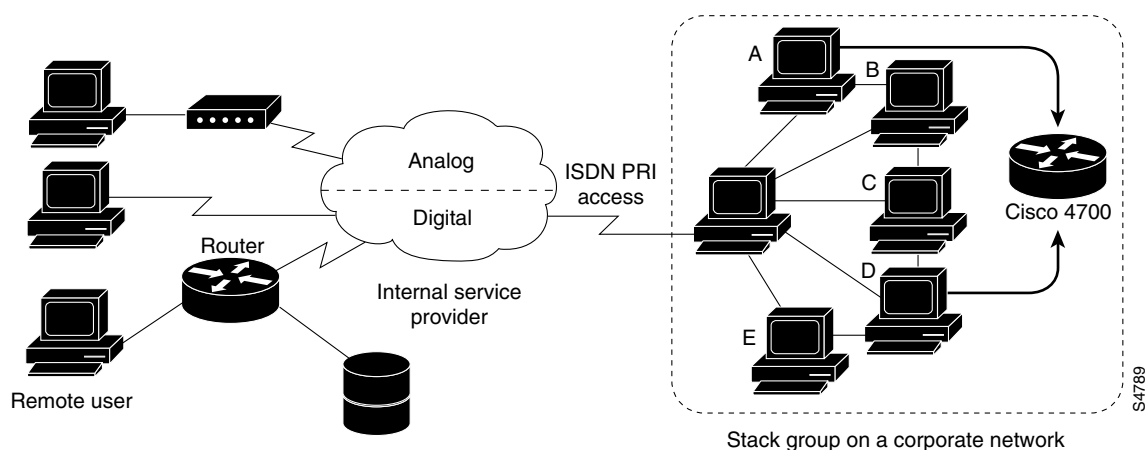 A
B
Analog
ISDN PRI
access
C
Digital
Cisco 4700
Router
D
Internal service
provider
E
Remote user
S4789
Stack group on a corporate network